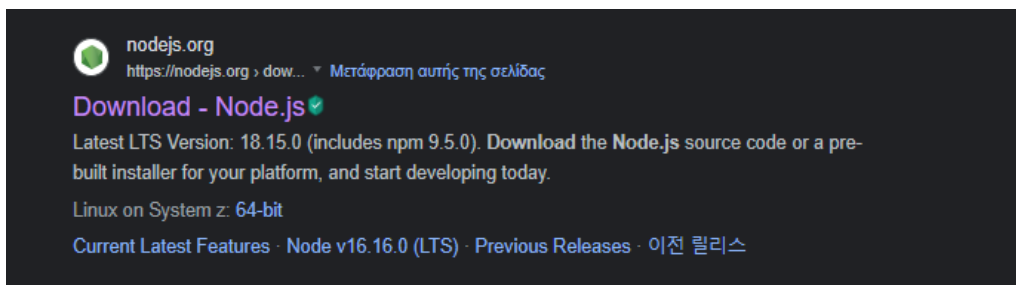 nodejs.org
https://nodejs.org › dow... Μετάφραση αυτής της σελίδας
Download - Node.js
Latest LTS Version: 18.15.0 (includes npm 9.5.0). Download the Node.js source code or a pre-
built installer for your platform, and start developing today.
Linux on System z: 64-bit
Current Latest Features · Node v16.16.0 (LTS) · Previous Releases · 이전 릴리스